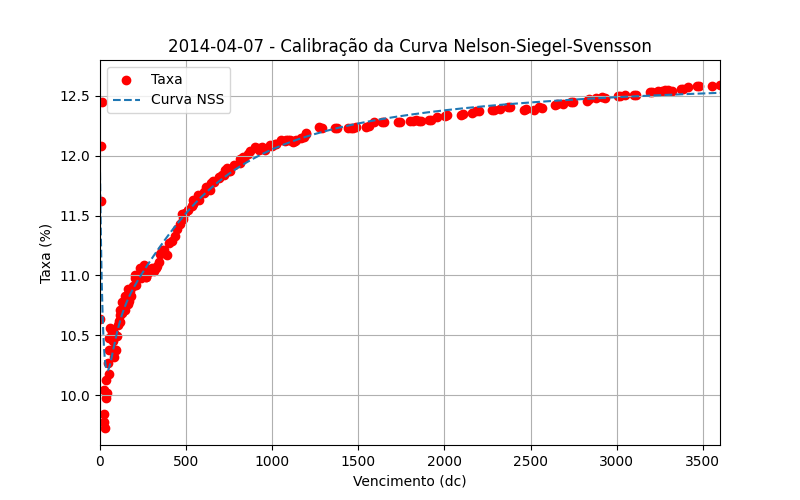 2014-04-07 - Calibração da Curva Nelson-Siegel-Svensson
Taxa
Curva NSS
Taxa (%)
12.5
12.0
11.5
11.0
10.5
10.0
0 500 1000 1500 2000 2500 3000 3500
Vencimento (dc)